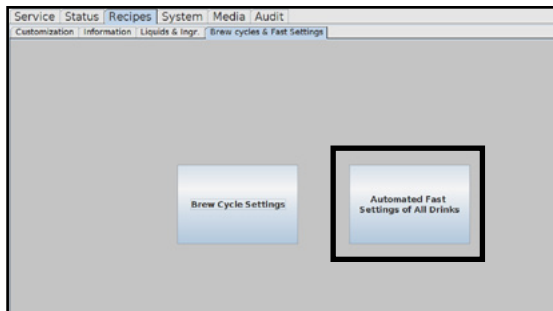 Service Status Recipes System Media Audit
Customization Information Liquids & Ingr. Brew cycles & Fast Settings
Brew Cycle Settings
Automated Fast
Settings of All Drinks